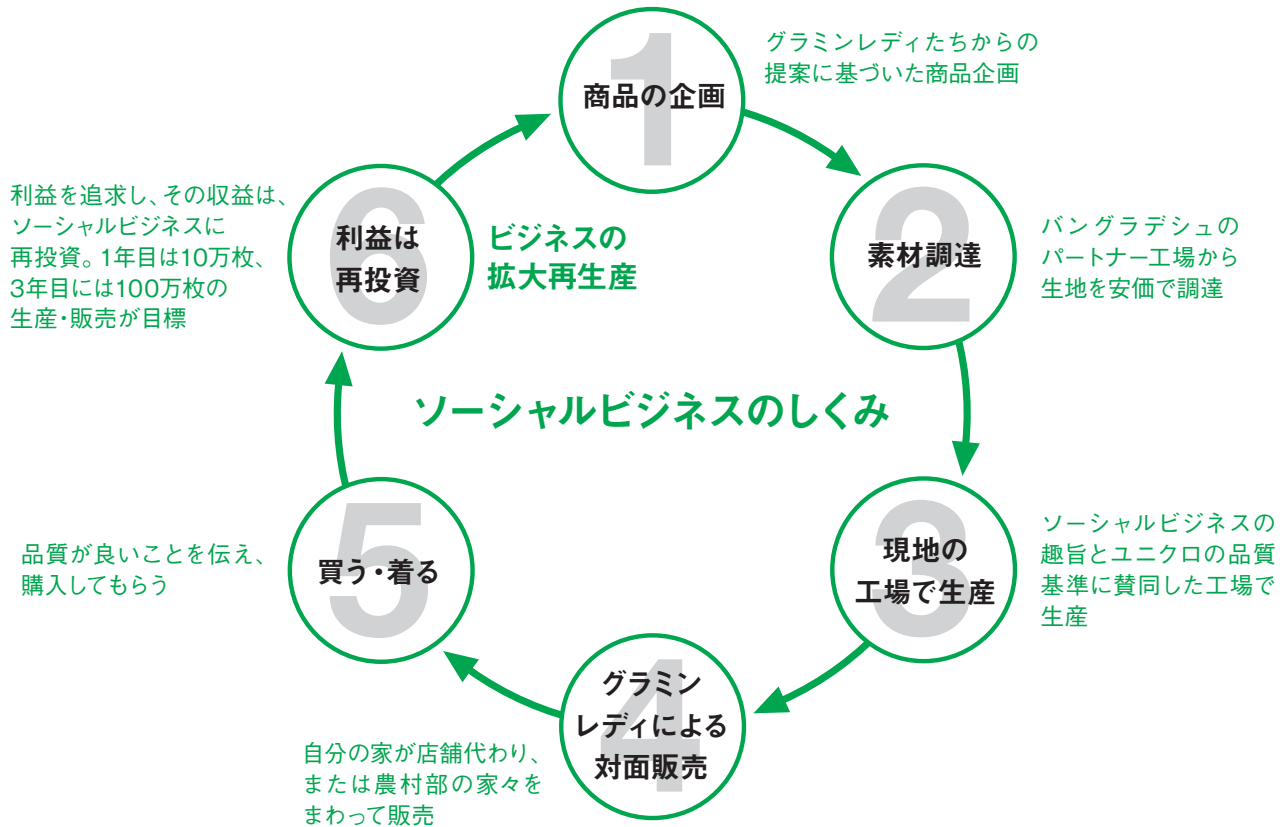 1
商品の企画
グラミンレディたちからの
提案に基づいた商品企画
2
素材調達
バングラデシュの
パートナー工場から
生地を安価で調達
3
現地の
工場で生産
ソーシャルビジネスの
趣旨とユニクロの品質
基準に賛同した工場で
生産
4
グラミン
レディによる
対面販売
自分の家が店舗代わり、
または農村部の家々を
まわって販売
5
買う・着る
品質が良いことを伝え、
購入してもらう
6
利益は
再投資
利益を追求し、その収益は、
ソーシャルビジネスに
再投資。1年目は10万枚、
3年目には100万枚の
生産・販売が目標
ビジネスの
拡大再生産
ソーシャルビジネスのしくみ